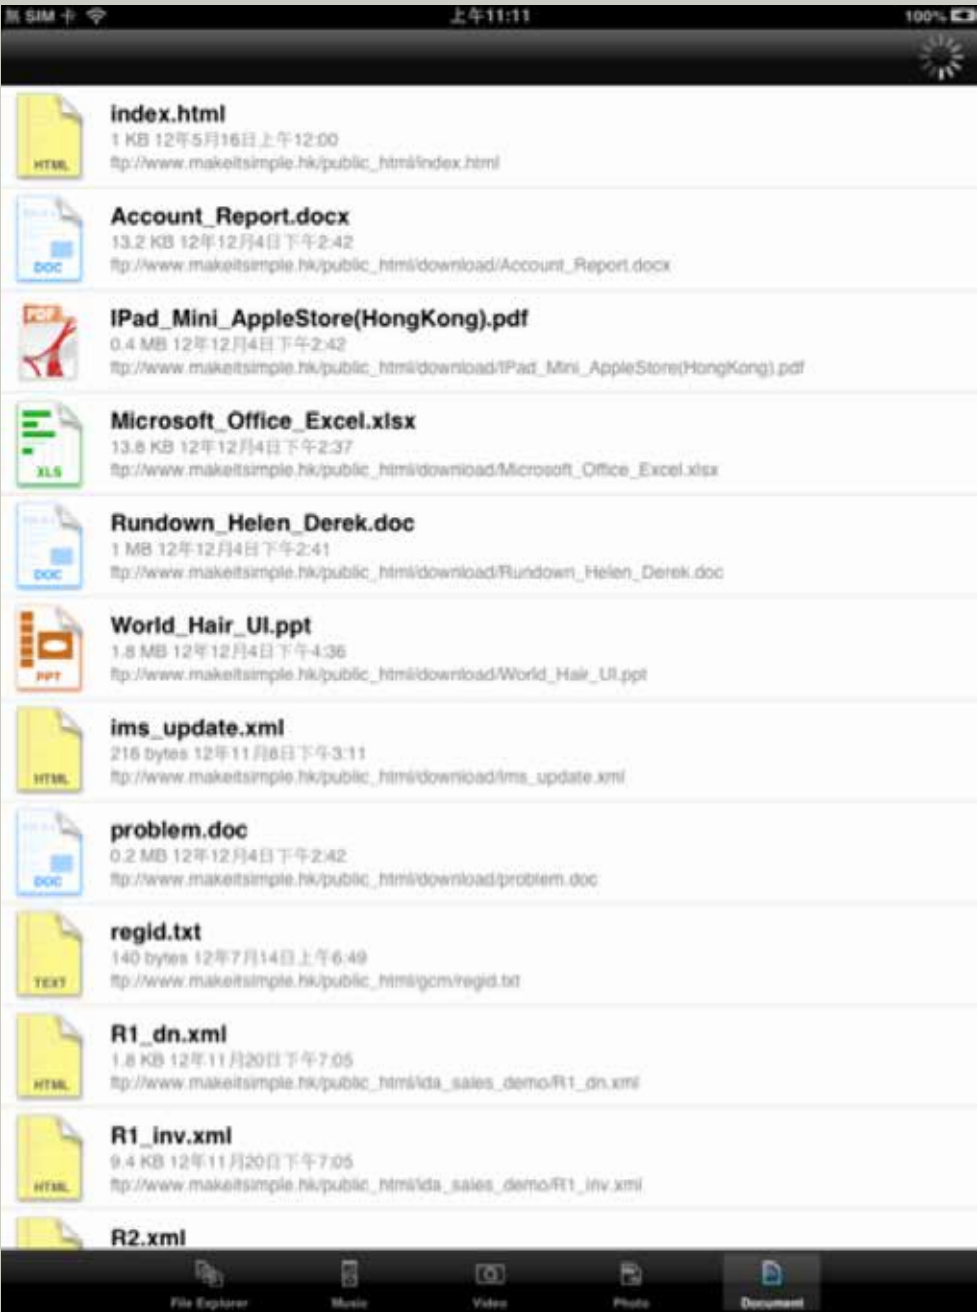 無 SIM 卡
上午11:11
100%
index.html
1 KB 12年5月16日上午12:00
ftp://www.makeitsimple.hk/public_html/index.html
HTML
Account_Report.docx
13.2 KB 12年12月4日下午2:42
ftp://www.makeitsimple.hk/public_html/download/Account_Report.docx
DOC
PDF
IPad_Mini_AppleStore(HongKong).pdf
0.4 MB 12年12月4日下午2:42
ftp://www.makeitsimple.hk/public_html/download/IPad_Mini_AppleStore(HongKong).pdf
Microsoft_Office_Excel.xlsx
13.8 KB 12年12月4日下午2:37
ftp://www.makeitsimple.hk/public_html/download/Microsoft_Office_Excel.xlsx
XLS
Rundown_Helen_Derek.doc
1 MB 12年12月4日下午2:41
ftp://www.makeitsimple.hk/public_html/download/Rundown_Helen_Derek.doc
DOC
World_Hair_UI.ppt
1.8 MB 12年12月4日下午4:36
ftp://www.makeitsimple.hk/public_html/download/World_Hair_UI.ppt
PPT
ims_update.xml
216 bytes 12年11月8日下午3:11
ftp://www.makeitsimple.hk/public_html/download/ims_update.xml
HTML
problem.doc
0.2 MB 12年12月4日下午2:42
ftp://www.makeitsimple.hk/public_html/download/problem.doc
DOC
regid.txt
140 bytes 12年7月14日上午6:49
ftp://www.makeitsimple.hk/public_html/gcm/regid.txt
TEXT
R1_dn.xml
1.8 KB 12年11月20日下午7:05
ftp://www.makeitsimple.hk/public_html/ida_sales_demo/R1_dn.xml
HTML
R1_inv.xml
9.4 KB 12年11月20日下午7:05
ftp://www.makeitsimple.hk/public_html/ida_sales_demo/R1_inv.xml
HTML
R2.xml
File Explorer
Music
Video
Photo
Document